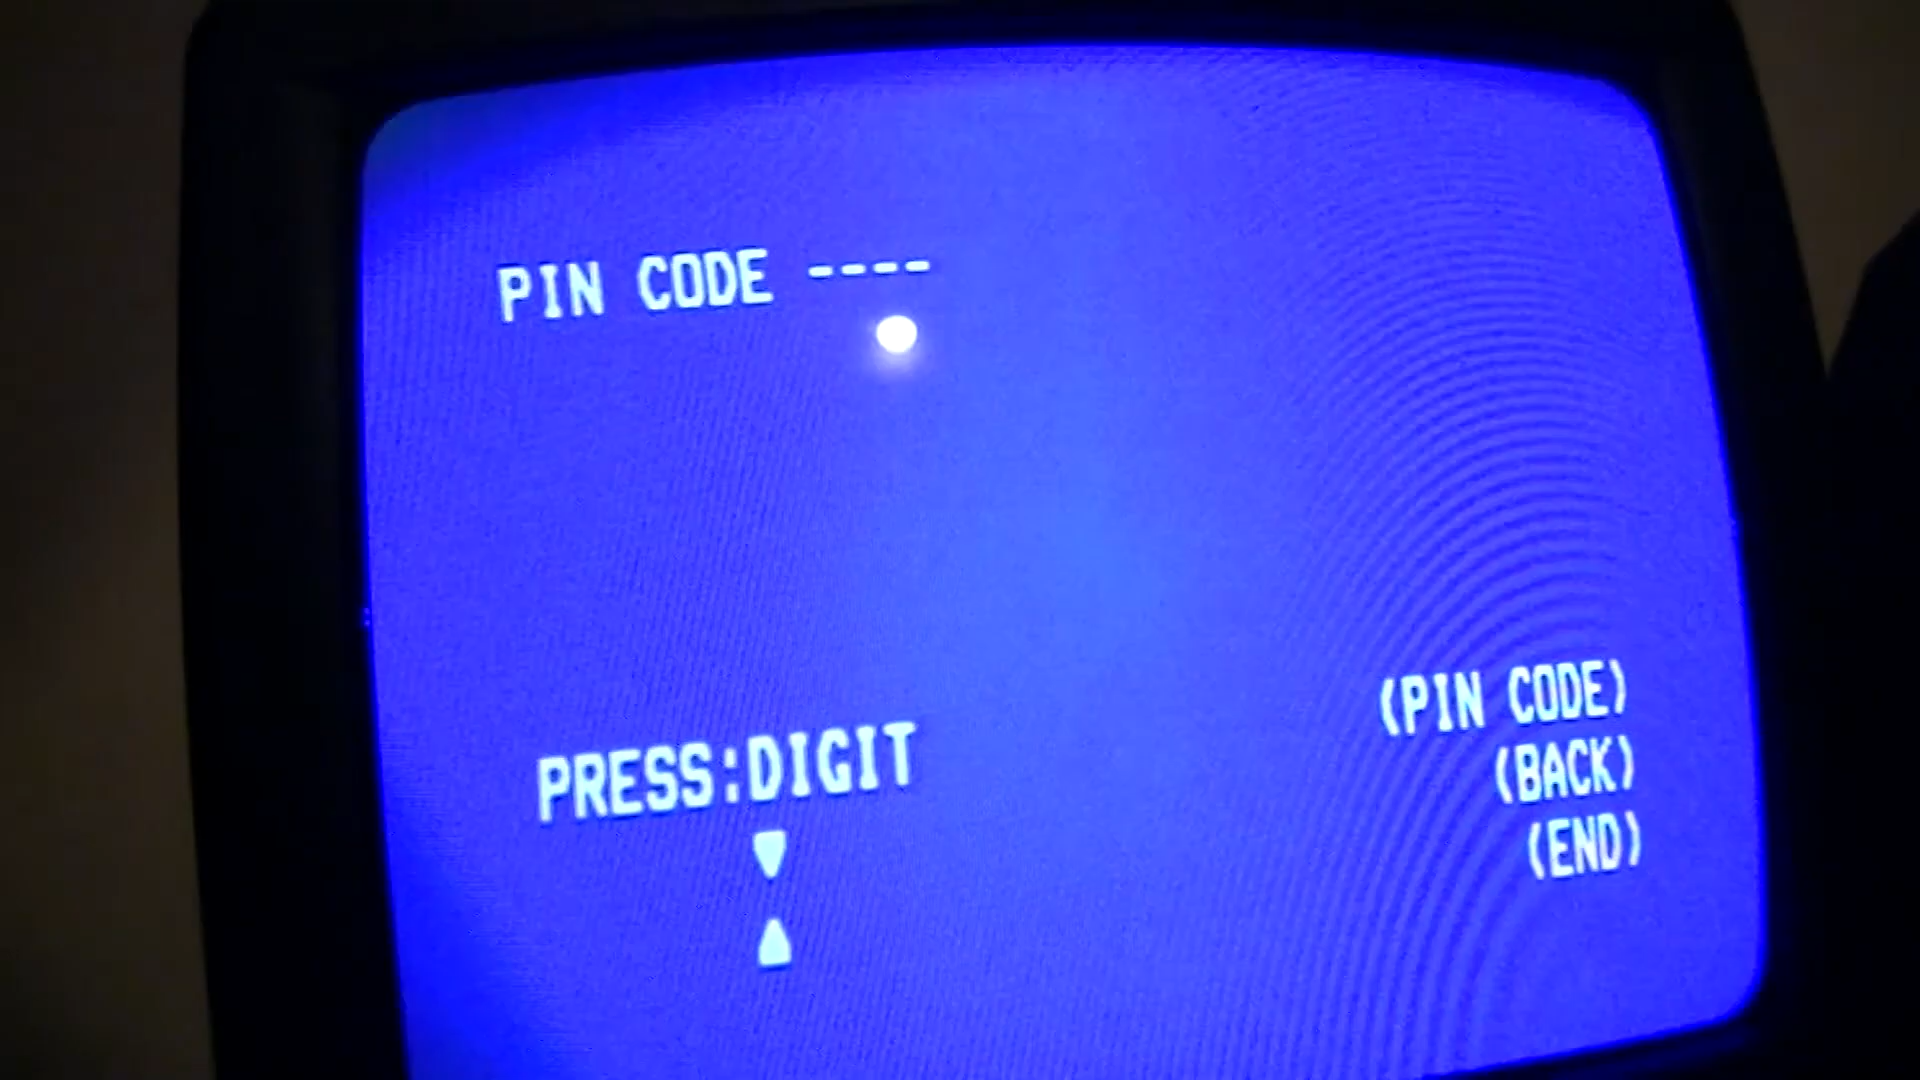 PIN CODE ----
PRESS:DIGIT
(PIN CODE)
(BACK)
(END)